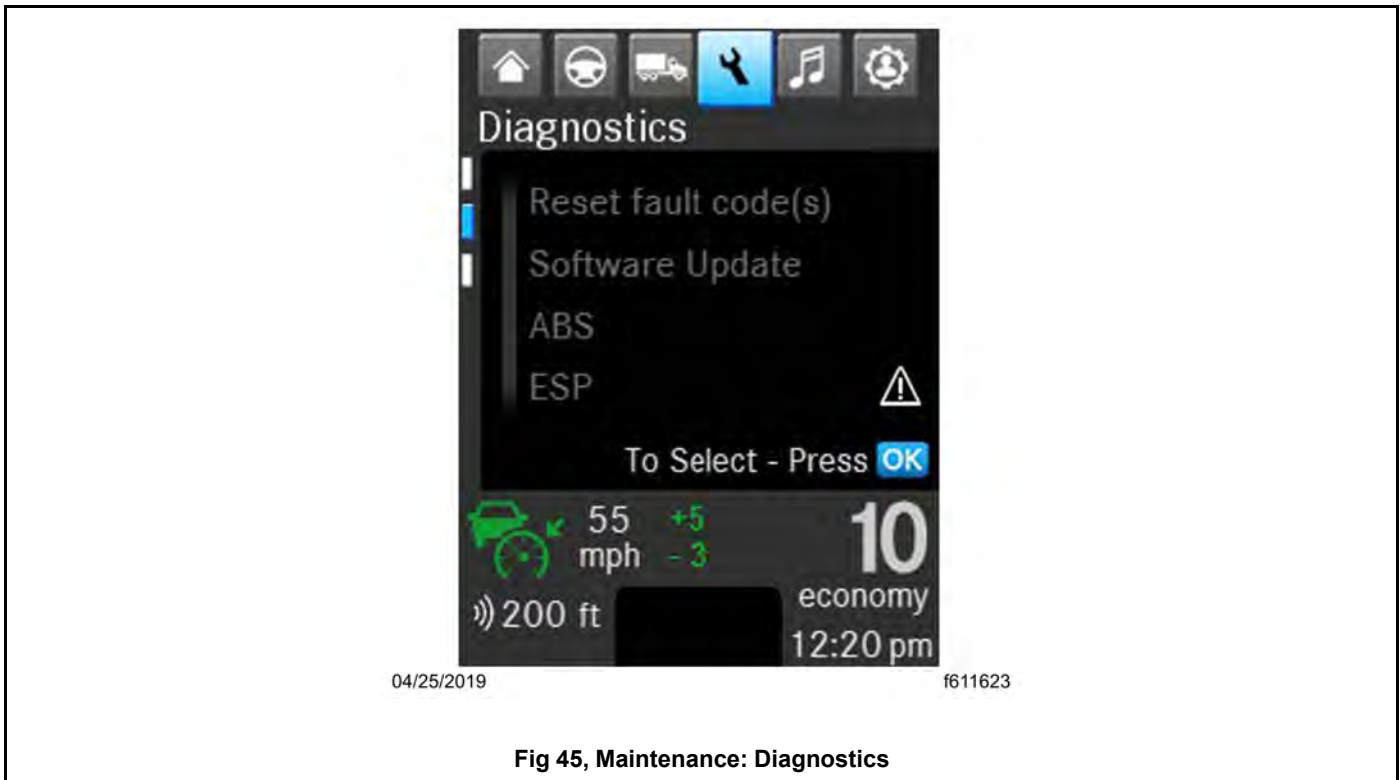 Diagnostics
Reset fault code(s)
Software Update
ABS
ESP
To Select - Press OK
55 +5
mph - 3
10
economy
200 ft
12:20 pm
04/25/2019
f611623
Fig 45, Maintenance: Diagnostics